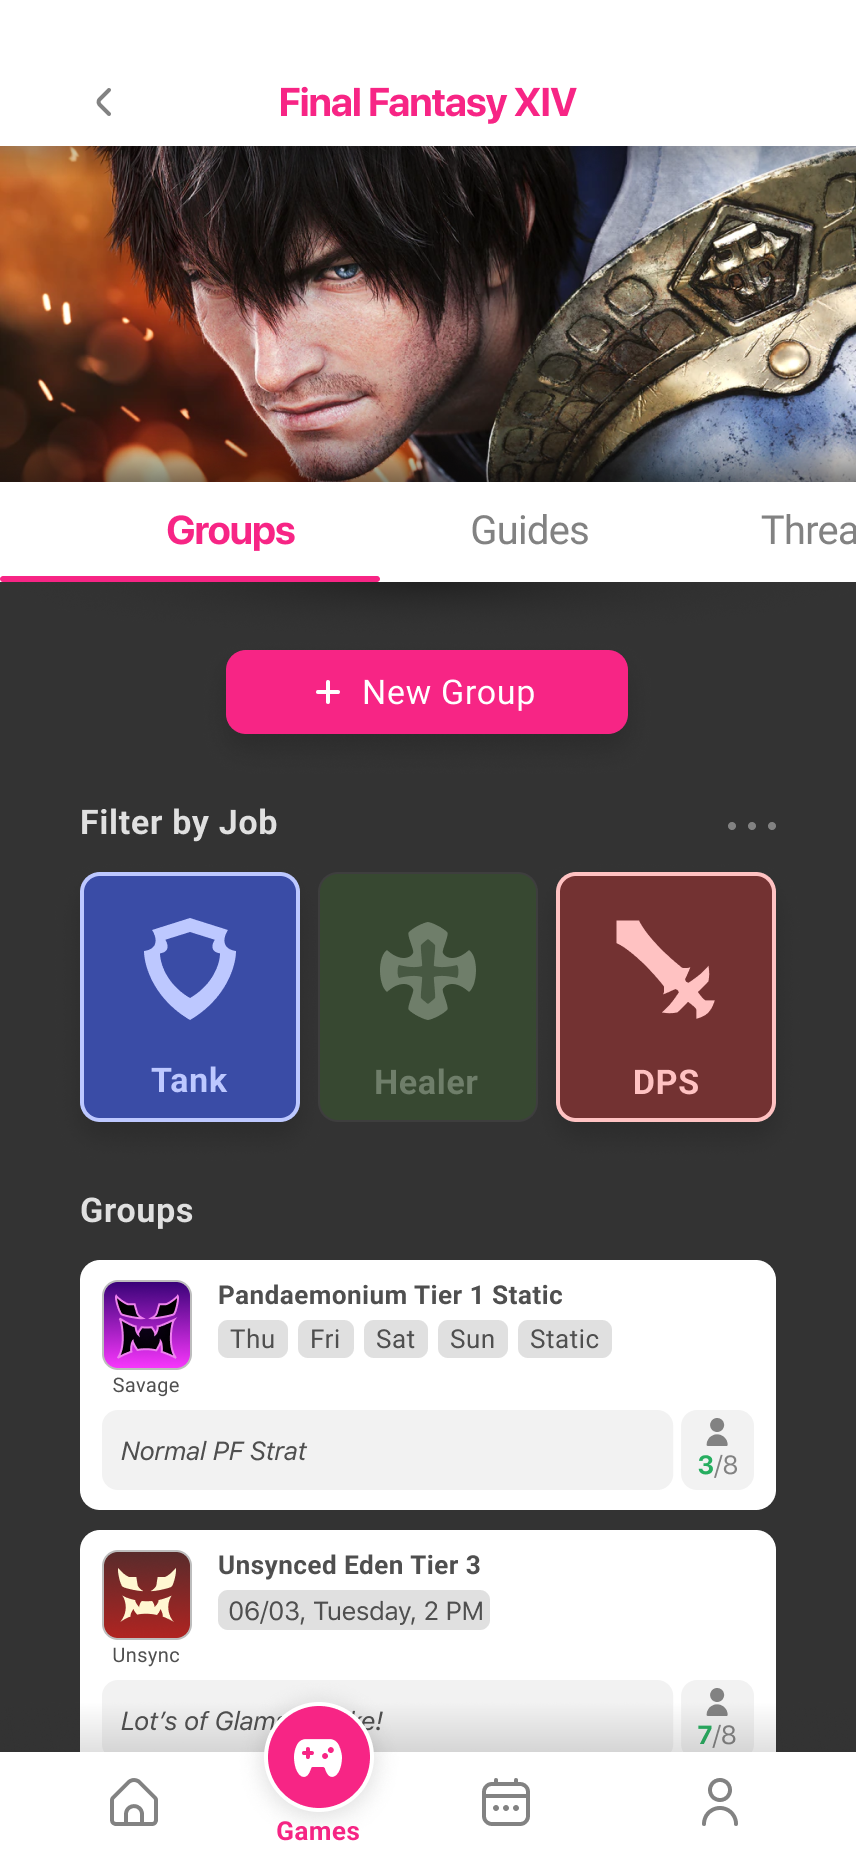 Final Fantasy XIV
Groups Guides Threa
+ New Group
Filter by Job
Tank Healer DPS
Groups
Pandaemonium Tier 1 Static
Thu Fri Sat Sun Static
Savage
Normal PF Strat
3/8
Unsynced Eden Tier 3
06/03, Tuesday, 2 PM
Unsync
Lot's of Glams ke!
7/8
Games